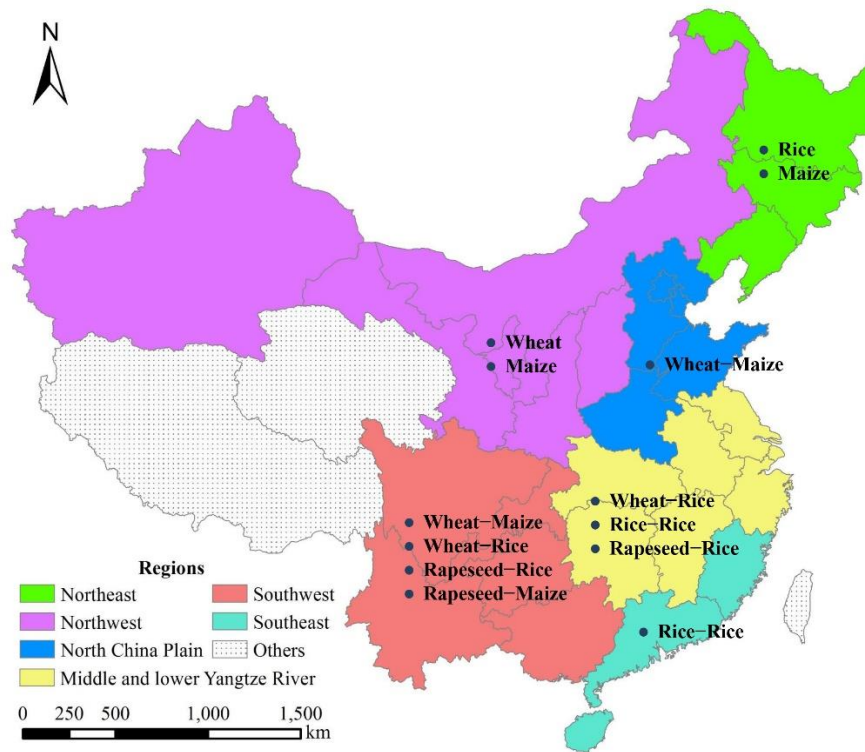 N
Rice
Maize
Wheat
Maize
Wheat−Maize
Wheat−Rice
Rice−Rice
Rapeseed−Rice
Wheat−Maize
Wheat−Rice
Rapeseed−Rice
Rapeseed−Maize
Rice−Rice
Regions
Northeast
Southwest
Northwest
Southeast
North China Plain
Others
Middle and lower Yangtze River
0 250 500 1,000 1,500
km